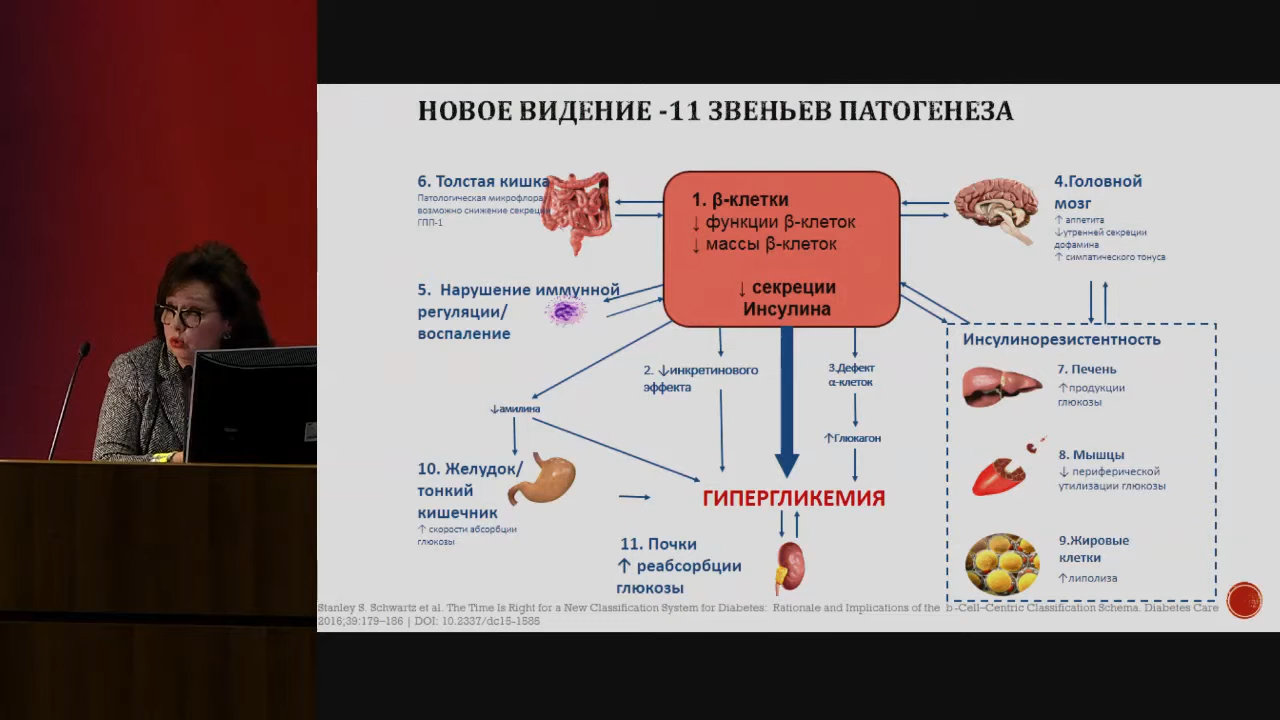 НОВОЕ ВИДЕНИЕ -11 ЗВЕНЬЕВ ПАТОГЕНЕЗА
6. Толстая кишка
Патологическая микрофлора,
возможно снижение секреции
ГПП-1
1. β-клетки
↓ функции β-клеток
↓ массы β-клеток
↓ секреции
Инсулина
4.Головной
мозг
↑ аппетита
↓утренней секреции
дофамина
↑ симпатического тонуса
5. Нарушение иммунной
регуляции/
воспаление
2. ↓инкретинового
эффекта
3.Дефект
α-клеток
↓амилина
↑Глюкагон
Инсулинорезистентность
7. Печень
↑продукции
глюкозы
8. Мышцы
↓ периферической
утилизации глюкозы
9.Жировые
клетки
↑липолиза
10. Желудок/
тонкий
кишечник
↑ скорости абсорбции
глюкозы
ГИПЕРГЛИКЕМИЯ
11. Почки
↑ реабсорбции
глюкозы
Stanley S. Schwartz et al. The Time Is Right for a New Classification System for Diabetes: Rationale and Implications of the b-Cell–Centric Classification Schema. Diabetes Care
2016;39:179–186 | DOI: 10.2337/dc15-1585